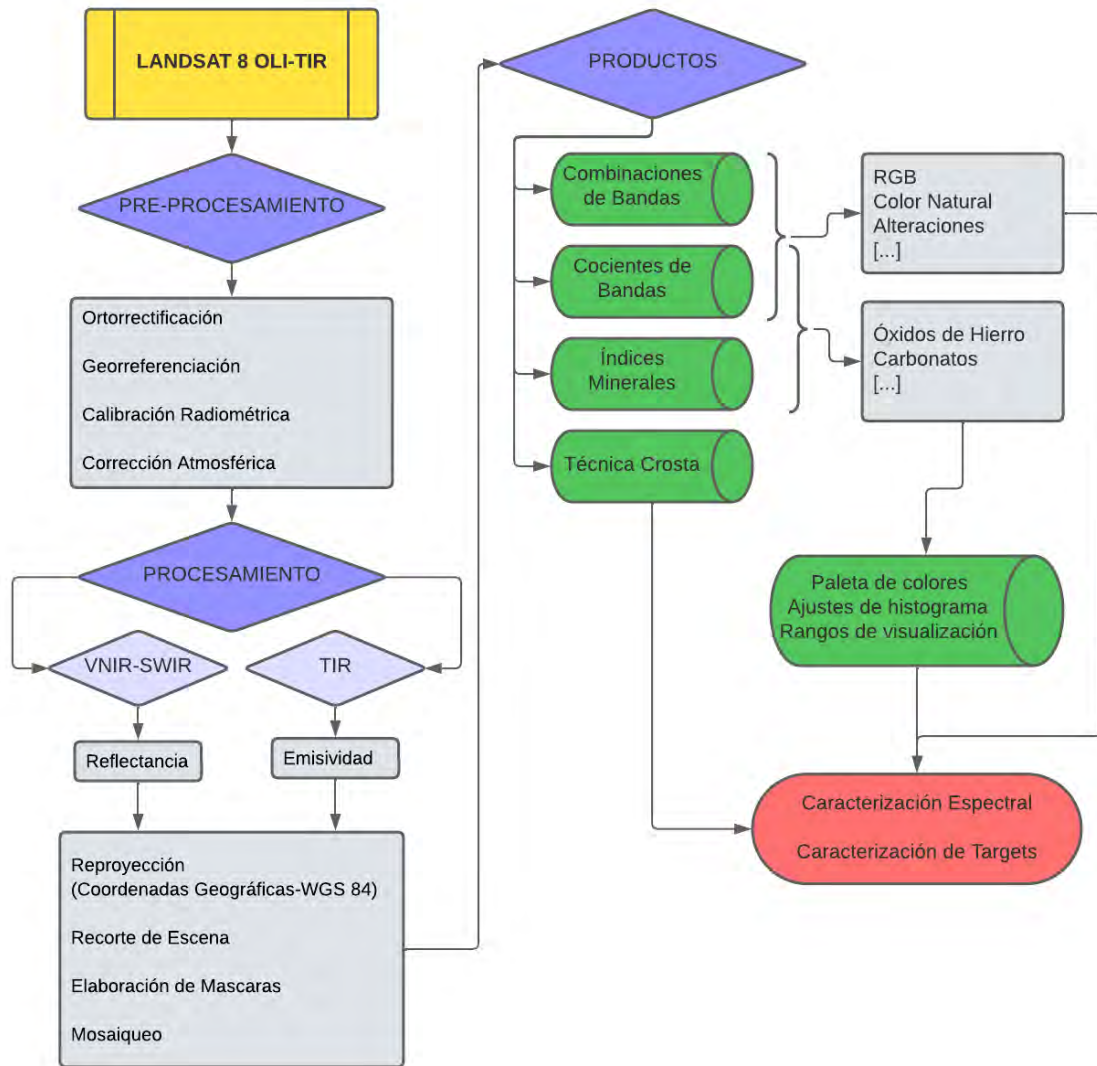 LANDSAT 8 OLI-TIR
PRE-PROCESAMIENTO
Ortorrectificación
Georreferenciación
Calibración Radiométrica
Corrección Atmosférica
PROCESAMIENTO
VNIR-SWIR
TIR
Reflectancia
Emisividad
Reproyección
(Coordenadas Geográficas-WGS 84)
Recorte de Escena
Elaboración de Mascaras
Mosaiqueo
PRODUCTOS
Combinaciones
de Bandas
Cocientes de
Bandas
Índices
Minerales
Técnica Crosta
RGB
Color Natural
Alteraciones
[...]
Óxidos de Hierro
Carbonatos
[...]
Paleta de colores
Ajustes de histograma
Rangos de visualización
Caracterización Espectral
Caracterización de Targets